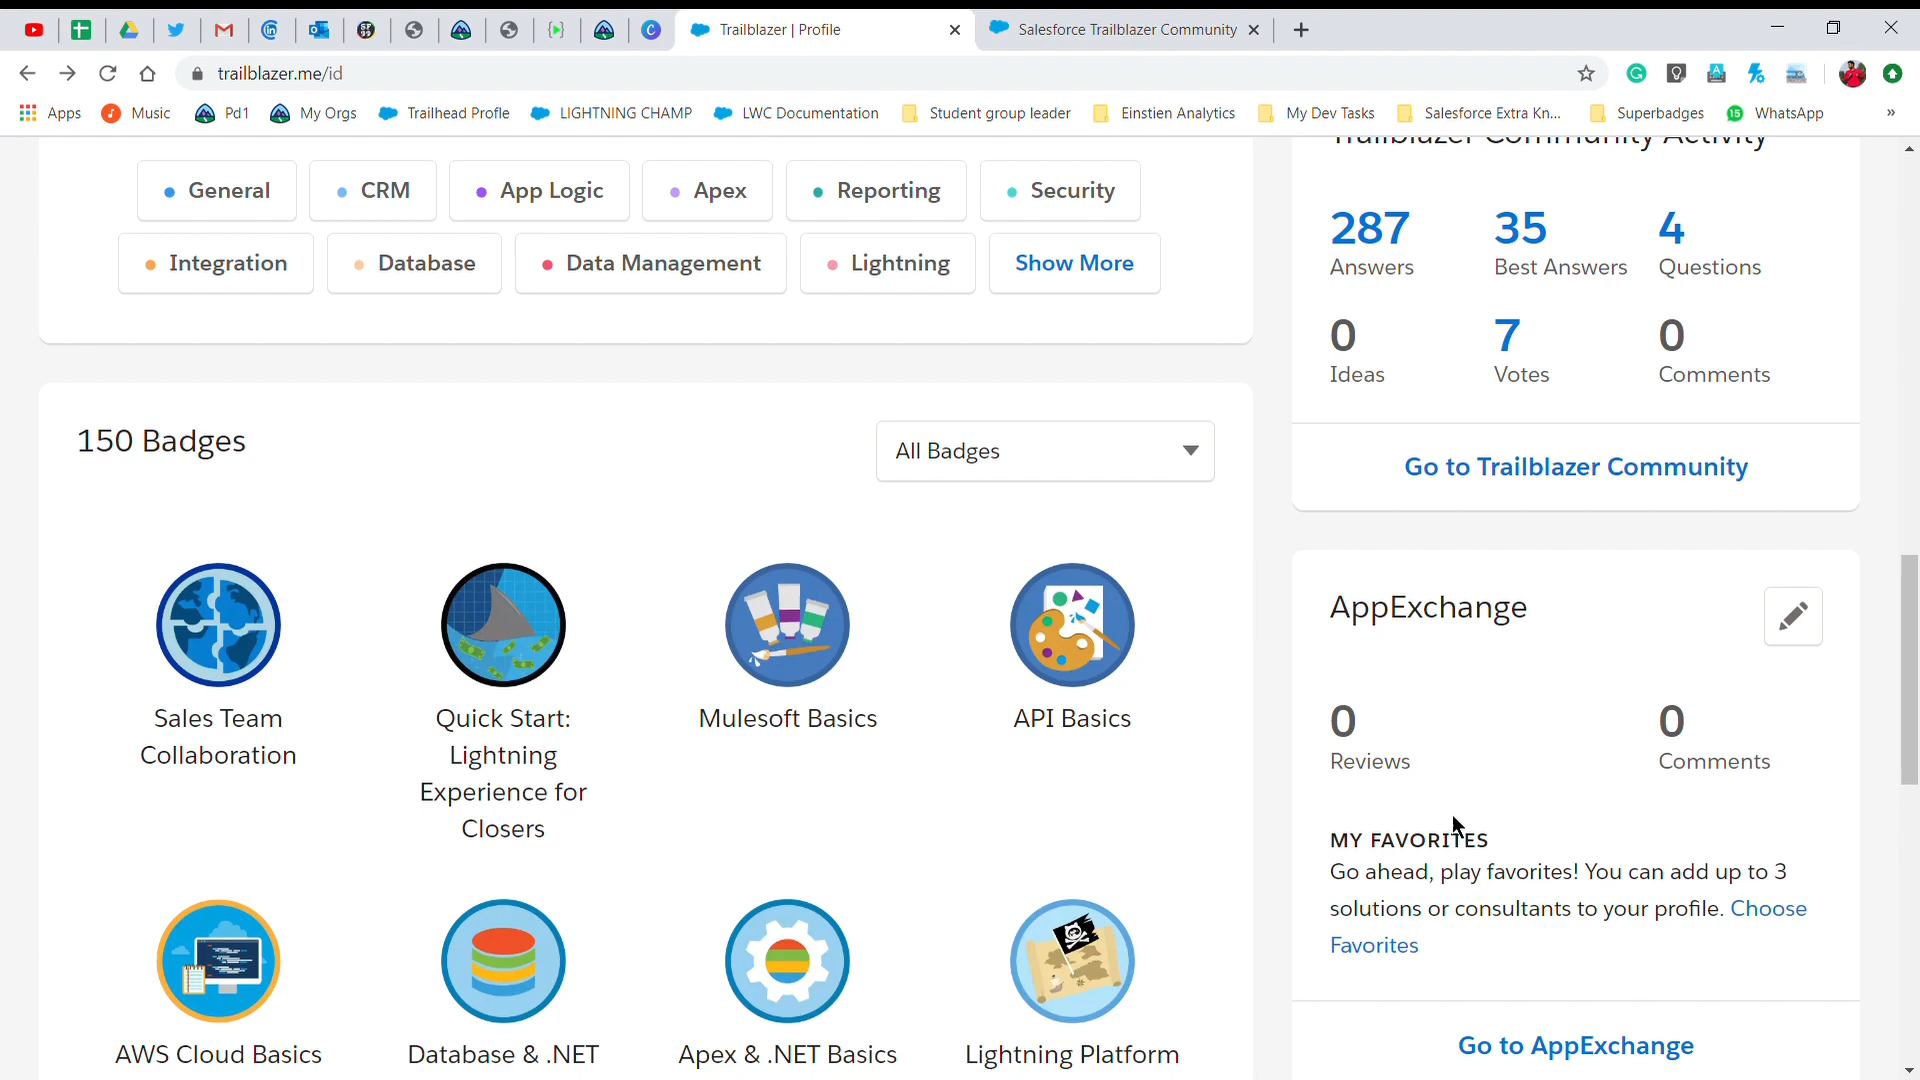 Trailblazer | Profile
Salesforce Trailblazer Community
trailblazer.me/id
Apps
Music
Pd1
My Orgs
Trailhead Profle
LIGHTNING CHAMP
LWC Documentation
Student group leader
Einstien Analytics
My Dev Tasks
Salesforce Extra Kn...
Superbadges
15
WhatsApp
»
General
CRM
App Logic
Apex
Reporting
Security
Integration
Database
Data Management
Lightning
Show More
150 Badges
All Badges
Sales Team
Collaboration
Quick Start:
Lightning
Experience for
Closers
Mulesoft Basics
API Basics
AWS Cloud Basics
Database & .NET
Apex & .NET Basics
Lightning Platform
Trailblazer Community Activity
287
Answers
35
Best Answers
4
Questions
0
Ideas
7
Votes
0
Comments
Go to Trailblazer Community
AppExchange
0
Reviews
0
Comments
MY FAVORITES
Go ahead, play favorites! You can add up to 3
solutions or consultants to your profile. Choose
Favorites
Go to AppExchange